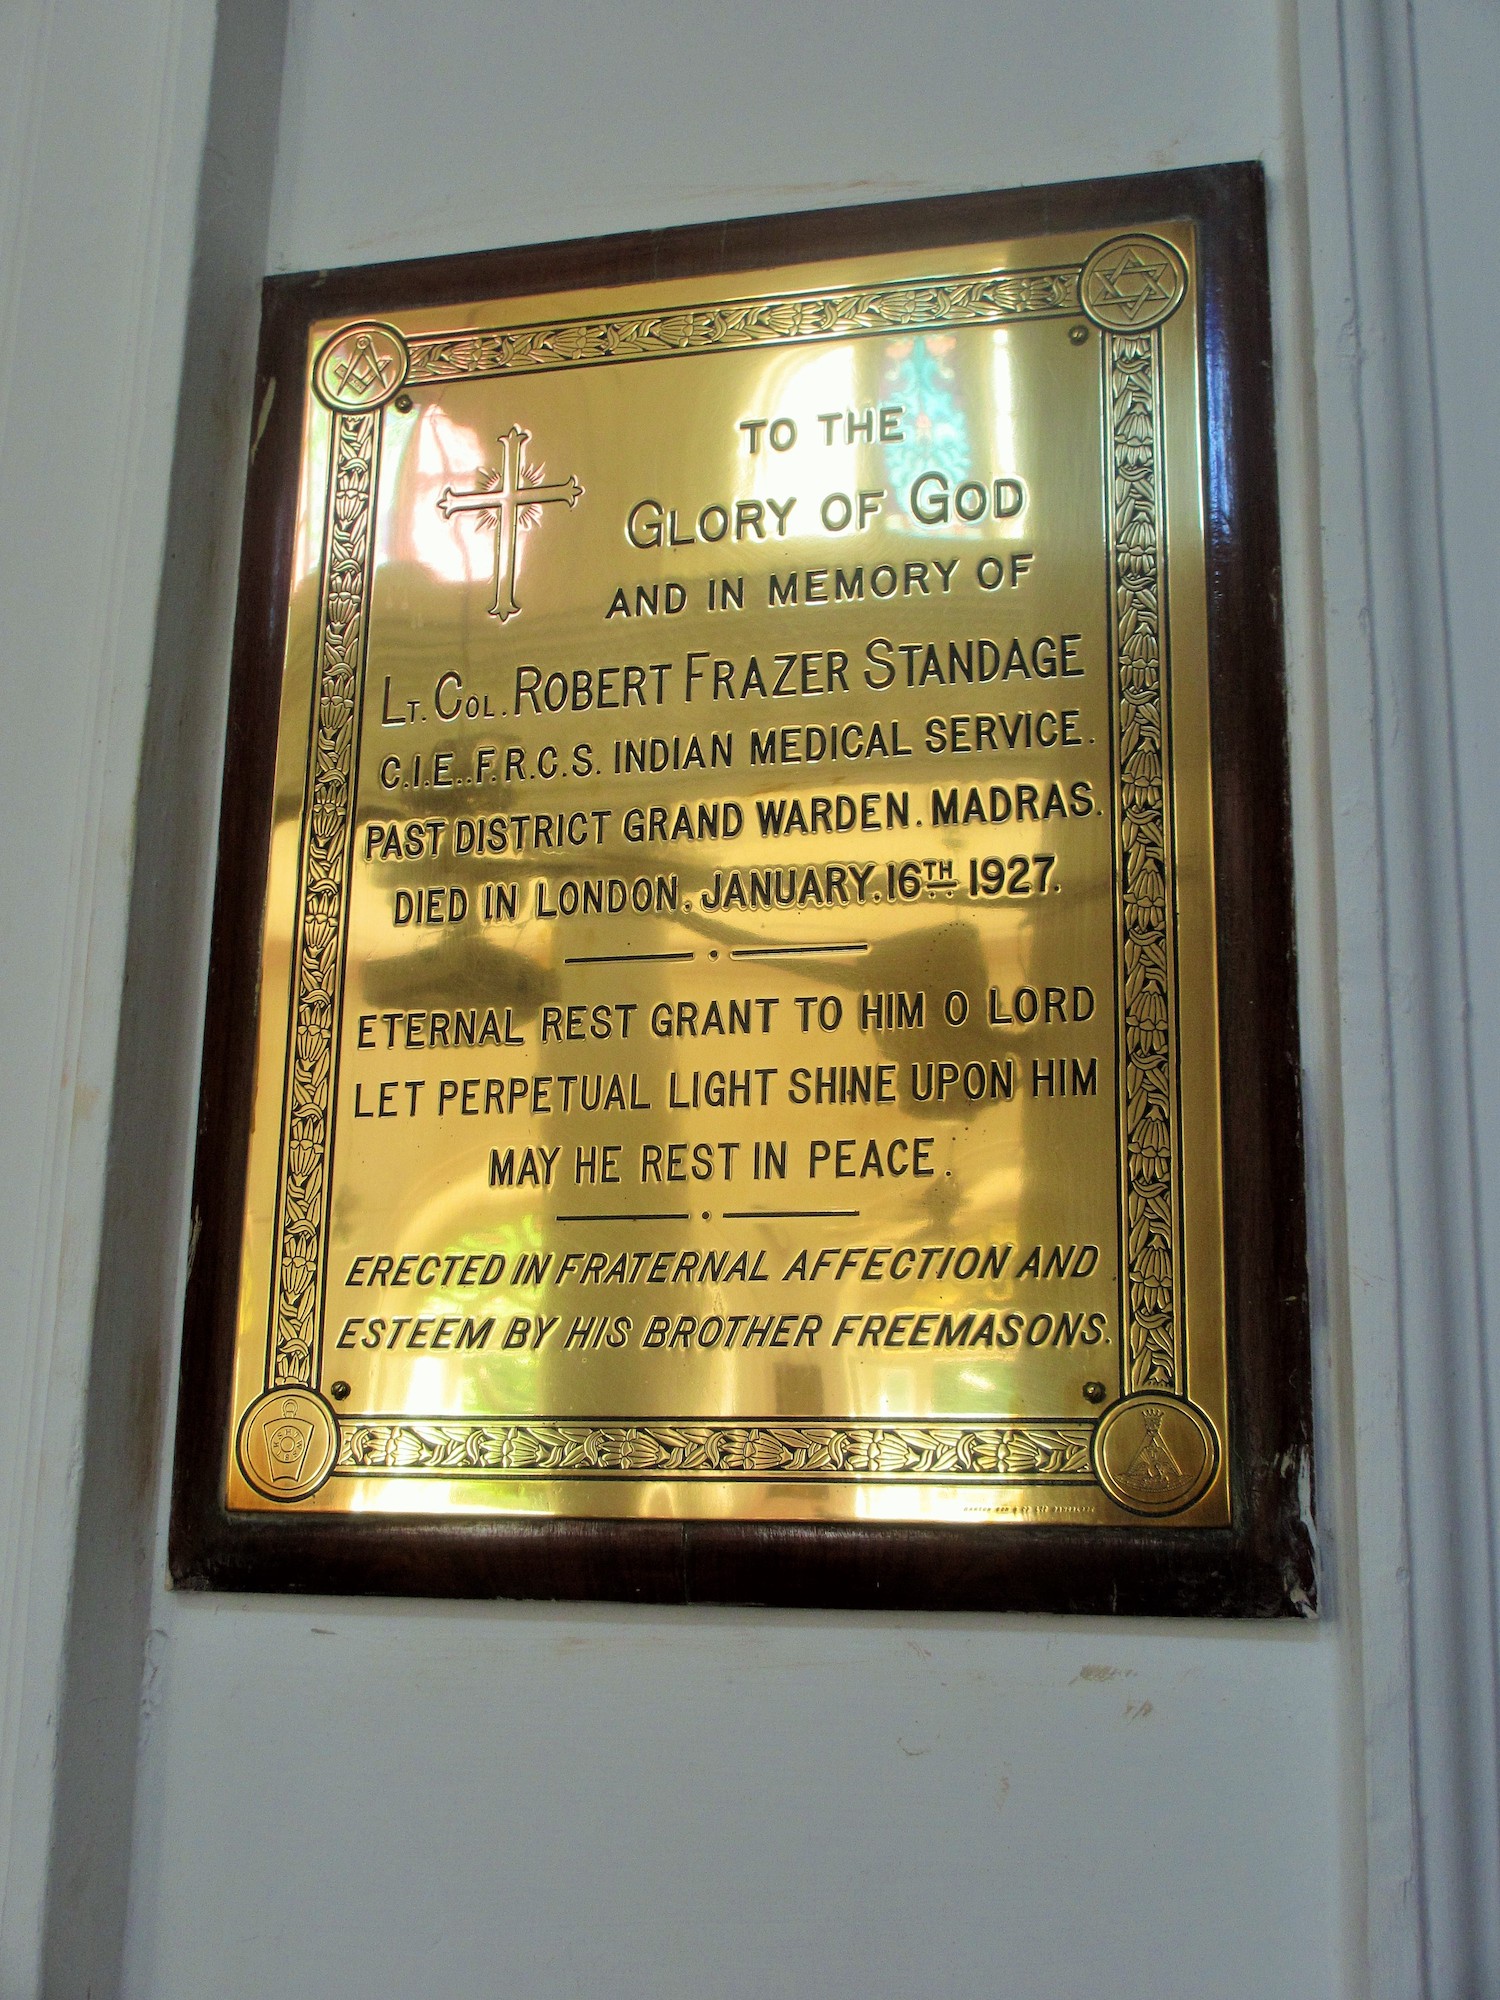 TO THE
GLORY OF GOD
AND IN MEMORY OF
LT. COL. ROBERT FRAZER STANDAGE
C.I.E..F.R.C.S. INDIAN MEDICAL SERVICE.
PAST DISTRICT GRAND WARDEN. MADRAS.
DIED IN LONDON. JANUARY. 16TH 1927.
ETERNAL REST GRANT TO HIM O LORD
LET PERPETUAL LIGHT SHINE UPON HIM
MAY HE REST IN PEACE.
ERECTED IN FRATERNAL AFFECTION AND
ESTEEM BY HIS BROTHER FREEMASONS.